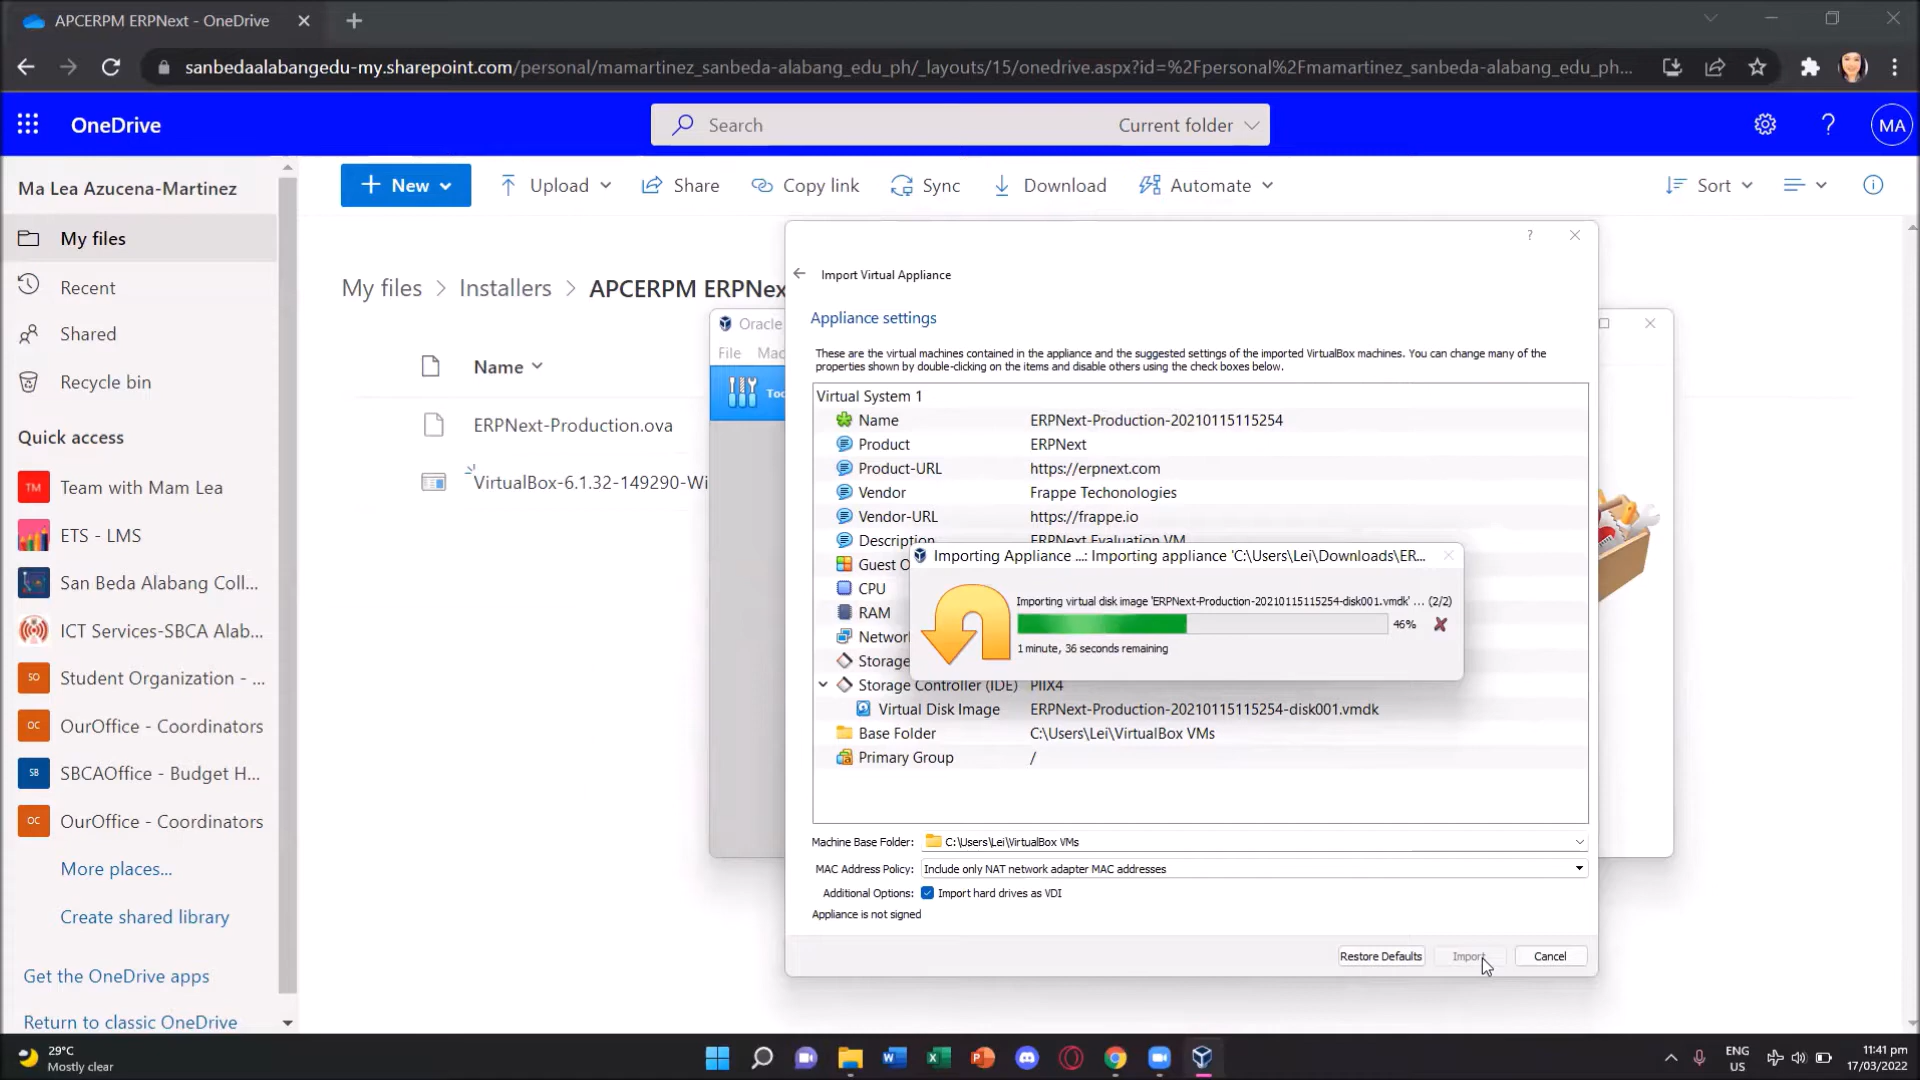 APCERPM ERPNext - OneDrive
sanbedaalabangedu-my.sharepoint.com/personal/mamartinez_sanbeda-alabang_edu_ph/_layouts/15/onedrive.aspx?id=%2Fpersonal%2Fmamartinez_sanbeda-alabang_edu_ph...
OneDrive
Search
Current folder
MA
Ma Lea Azucena-Martinez
My files
Recent
Shared
Recycle bin
Quick access
TM Team with Mam Lea
ETS - LMS
San Beda Alabang Coll...
ICT Services-SBCA Alab...
SO Student Organization - ...
OC OurOffice - Coordinators
SB SBCAOffice - Budget H...
OC OurOffice - Coordinators
More places...
Create shared library
Get the OneDrive apps
Return to classic OneDrive
New Upload Share Copy link Sync Download Automate Sort
My files > Installers > APCERPM ERPNex
Name
ERPNext-Production.ova
VirtualBox-6.1.32-149290-Wi
Oracle
File Mac
Too
?
Import Virtual Appliance
Appliance settings
These are the virtual machines contained in the appliance and the suggested settings of the imported VirtualBox machines. You can change many of the
properties shown by double-clicking on the items and disable others using the check boxes below.
Virtual System 1
Name ERPNext-Production-20210115115254
Product ERPNext
Product-URL https://erpnext.com
Vendor Frappe Techonologies
Vendor-URL https://frappe.io
Description ERPNext Evaluation VM
Guest O
CPU
RAM
Networ
Storage
Storage Controller (IDE) PIIX4
Virtual Disk Image ERPNext-Production-20210115115254-disk001.vmdk
Base Folder C:\Users\Lei\VirtualBox VMs
Primary Group /
Importing Appliance ...: Importing appliance 'C:\Users\Lei\Downloads\ER...
Importing virtual disk image 'ERPNext-Production-20210115115254-disk001.vmdk' ... (2/2)
46%
1 minute, 36 seconds remaining
Machine Base Folder: C:\Users\Lei\VirtualBox VMs
MAC Address Policy: Include only NAT network adapter MAC addresses
Additional Options: Import hard drives as VDI
Appliance is not signed
Restore Defaults Import Cancel
29°C
Mostly clear
ENG
US
11:41 pm
17/03/2022